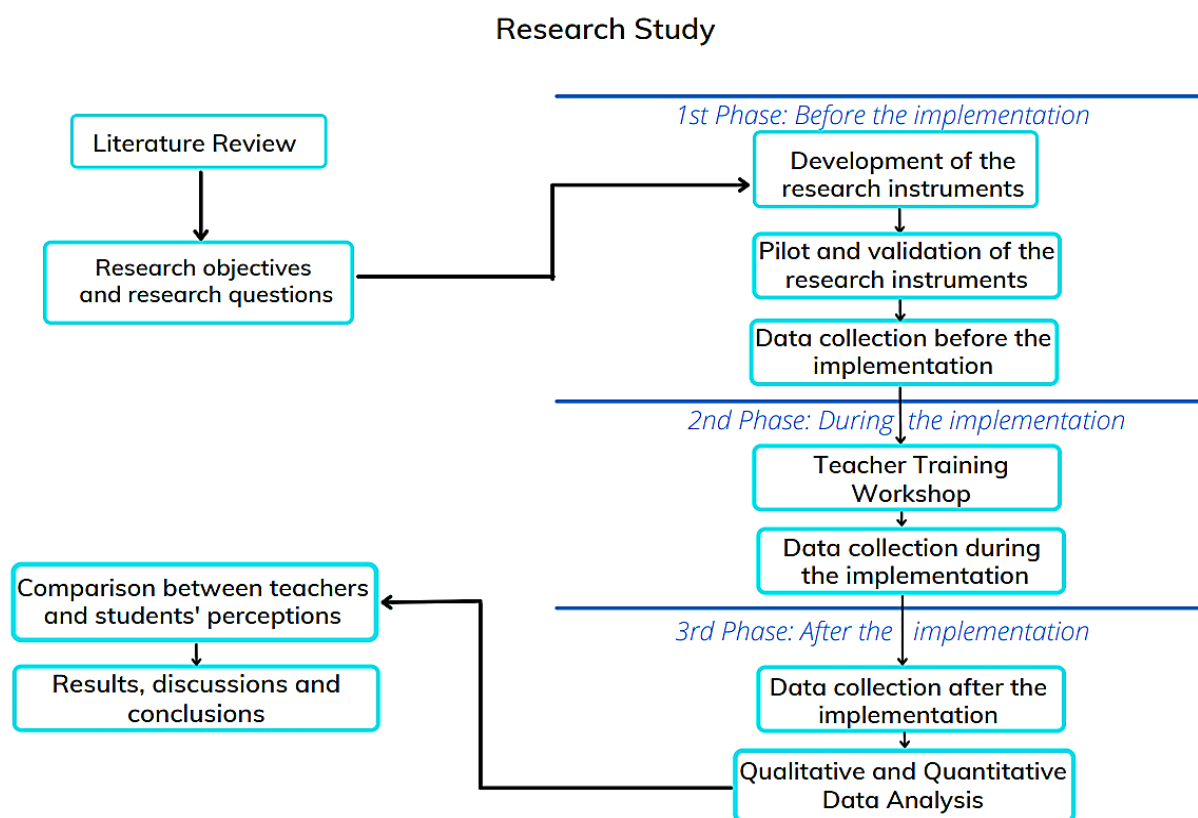 Research Study
Literature Review
Research objectives
and research questions
1st Phase: Before the implementation
Development of the
research instruments
Pilot and validation of the
research instruments
Data collection before the
implementation
2nd Phase: During the implementation
Teacher Training
Workshop
Data collection during
the implementation
3rd Phase: After the implementation
Data collection after the
implementation
Qualitative and Quantitative
Data Analysis
Comparison between teachers
and students' perceptions
Results, discussions and
conclusions